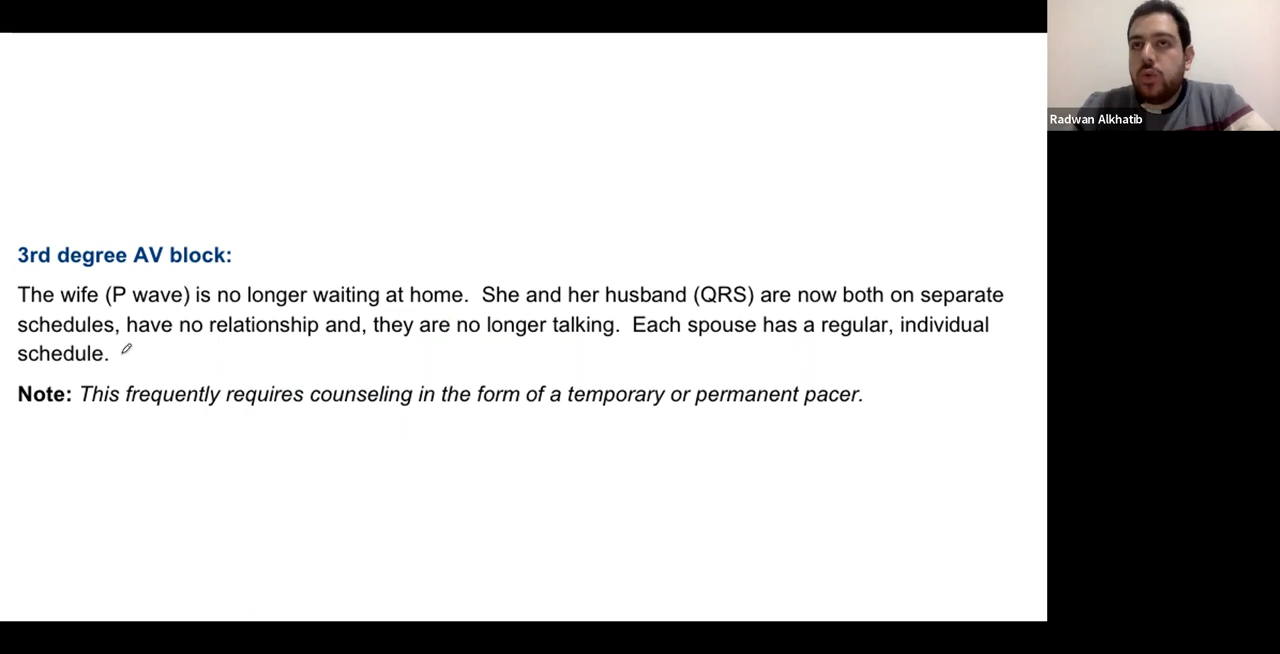 Radwan Alkhatib
3rd degree AV block:
The wife (P wave) is no longer waiting at home.  She and her husband (QRS) are now both on separate
schedules, have no relationship and, they are no longer talking.  Each spouse has a regular, individual
schedule.
Note: This frequently requires counseling in the form of a temporary or permanent pacer.